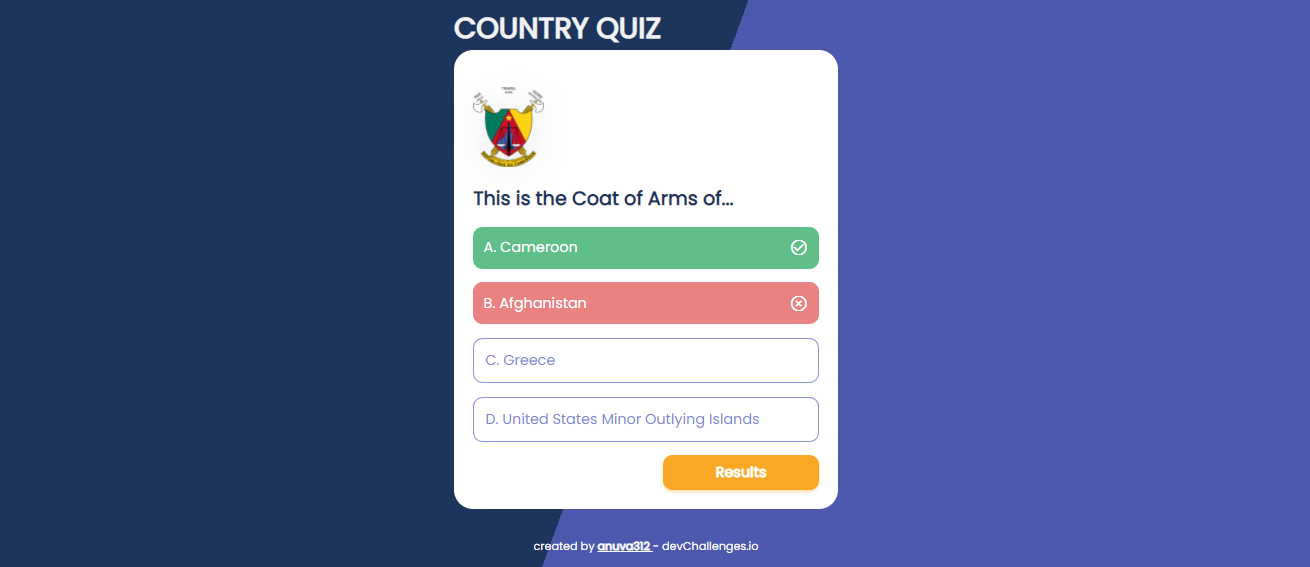 COUNTRY QUIZ
This is the Coat of Arms of...
A. Cameroon
B. Afghanistan
C. Greece
D. United States Minor Outlying Islands
Results
created by anuva312 - devChallenges.io